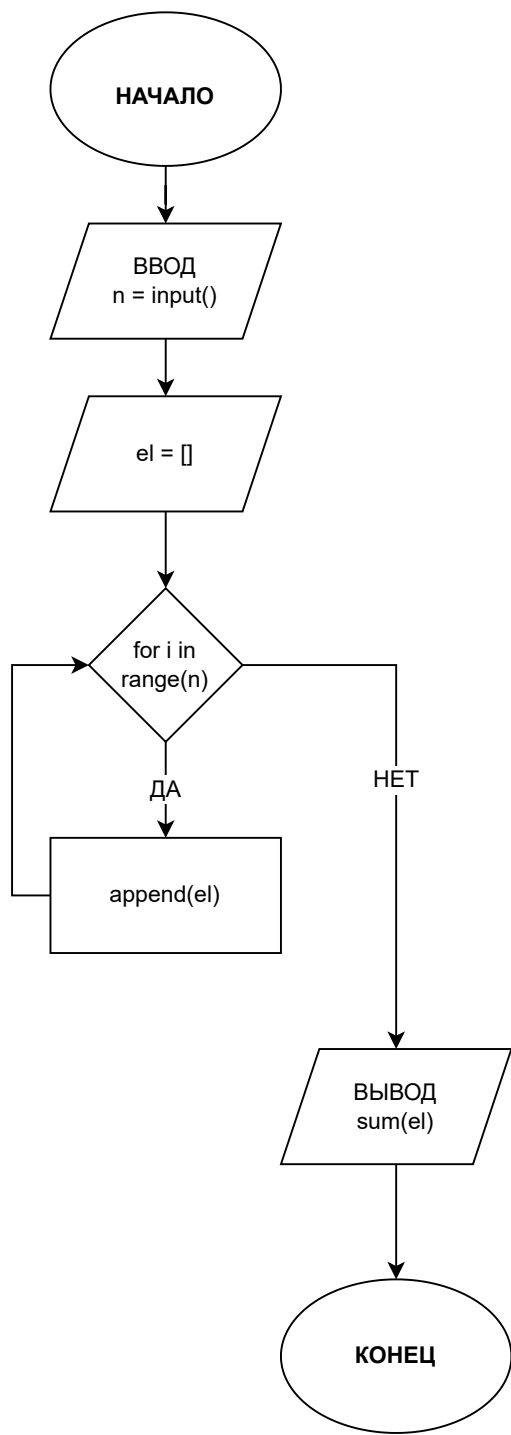 НАЧАЛО
ВВОД
n = input()
el = []
for i in
range(n)
ДА
НЕТ
append(el)
ВЫВОД
sum(el)
КОНЕЦ